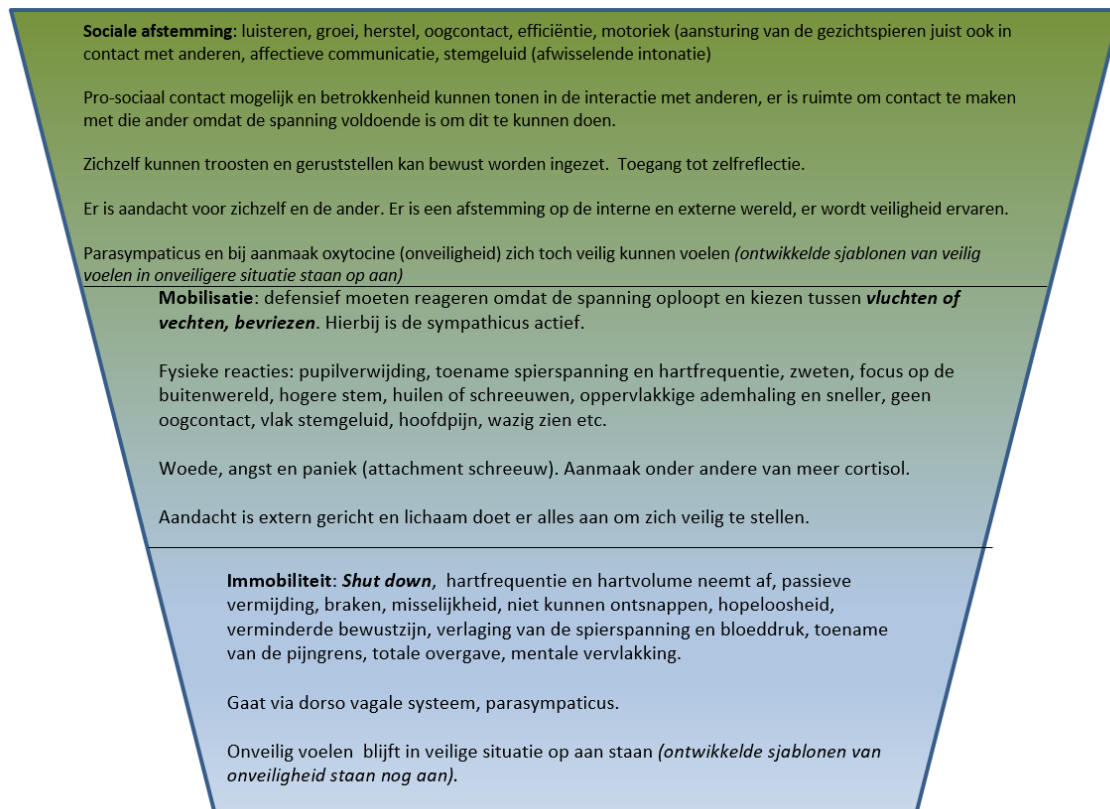 Sociale afstemming: luisteren, groei, herstel, oogcontact, efficiëntie, motoriek (aansturing van de gezichtspieren juist ook in
contact met anderen, affectieve communicatie, stemgeluid (afwisselende intonatie)
Pro-sociaal contact mogelijk en betrokkenheid kunnen tonen in de interactie met anderen, er is ruimte om contact te maken
met die ander omdat de spanning voldoende is om dit te kunnen doen.
Zichzelf kunnen troosten en geruststellen kan bewust worden ingezet. Toegang tot zelfreflectie.
Er is aandacht voor zichzelf en de ander. Er is een afstemming op de interne en externe wereld, er wordt veiligheid ervaren.
Parasympaticus en bij aanmaak oxytocine (onveiligheid) zich toch veilig kunnen voelen (ontwikkelde sjablonen van veilig
voelen in onveiligere situatie staan op aan)
Mobilisatie: defensief moeten reageren omdat de spanning oploopt en kiezen tussen vluchten of
vechten, bevriezen. Hierbij is de sympathicus actief.
Fysieke reacties: pupilverwijding, toename spierspanning en hartfrequentie, zweten, focus op de
buitenwereld, hogere stem, huilen of schreeuwen, oppervlakkige ademhaling en sneller, geen
oogcontact, vlak stemgeluid, hoofdpijn, wazig zien etc.
Woede, angst en paniek (attachment schreeuw). Aanmaak onder andere van meer cortisol.
Aandacht is extern gericht en lichaam doet er alles aan om zich veilig te stellen.
Immobiliteit: Shut down, hartfrequentie en hartvolume neemt af, passieve
vermijding, braken, misselijkheid, niet kunnen ontsnappen, hopeloosheid,
verminderde bewustzijn, verlaging van de spierspanning en bloeddruk, toename
van de pijngrens, totale overgave, mentale vervlakking.
Gaat via dorso vagale systeem, parasympaticus.
Onveilig voelen blijft in veilige situatie op aan staan (ontwikkelde sjablonen van
onveiligheid staan nog aan).